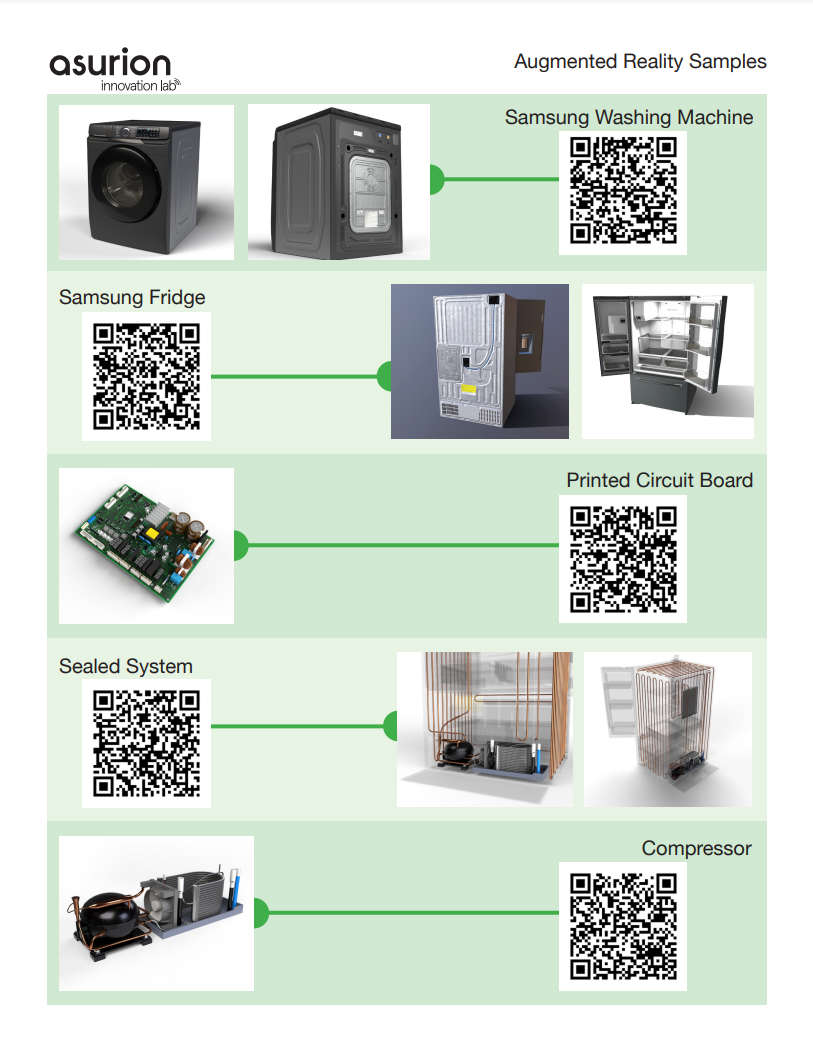 asurion
innovation lab
Augmented Reality Samples
Samsung Washing Machine
Samsung Fridge
Printed Circuit Board
Sealed System
Compressor